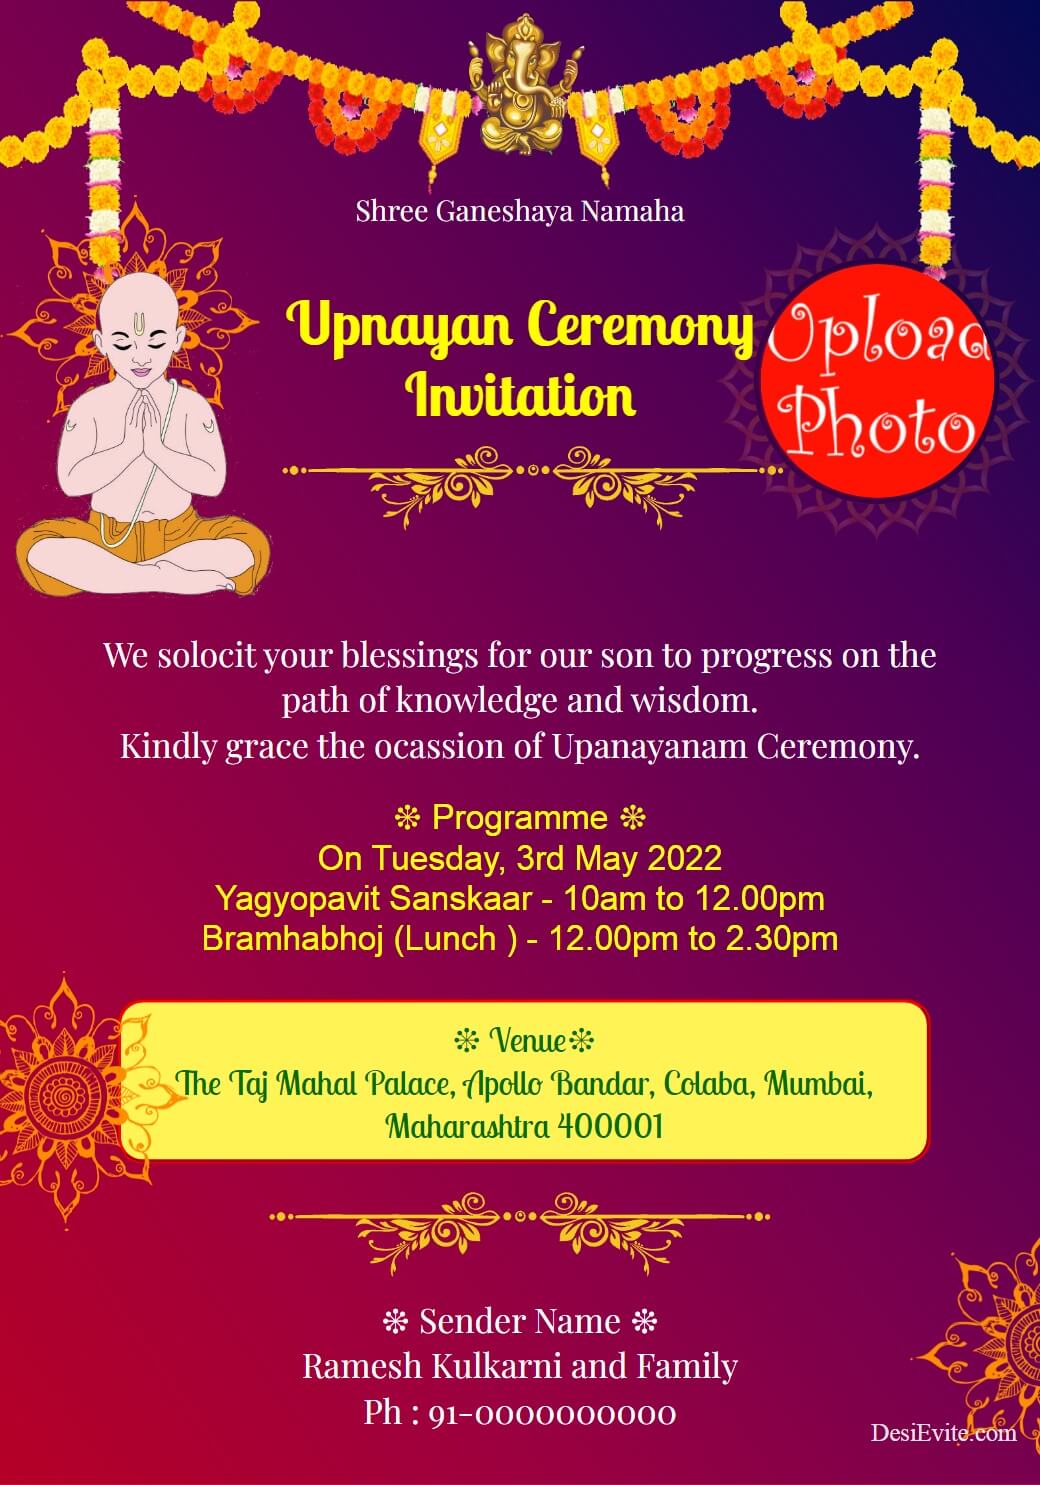 Shree Ganeshaya Namaha
Upnayan Ceremony
Invitation
Upload
Photo
We solocit your blessings for our son to progress on the
path of knowledge and wisdom.
Kindly grace the ocassion of Upanayanam Ceremony.
❊ Programme ❊
On Tuesday, 3rd May 2022
Yagyopavit Sanskaar - 10am to 12.00pm
Bramhabhoj (Lunch ) - 12.00pm to 2.30pm
❊ Venue❊
The Taj Mahal Palace, Apollo Bandar, Colaba, Mumbai,
Maharashtra 400001
❊ Sender Name ❊
Ramesh Kulkarni and Family
Ph : 91-0000000000
DesiEvite.com